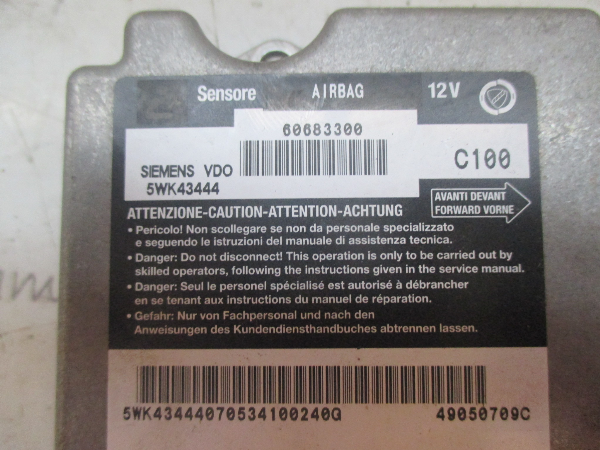 Sensore AIRBAG 12V
60683300
SIEMENS VDO
5WK43444
C100
AVANTI DEVANT
FORWARD VORNE
ATTENZIONE-CAUTION-ATTENTION-ACHTUNG
• Pericolo! Non scollegare se non da personale specializzato
e seguendo le istruzioni del manuale di assistenza tecnica.
• Danger: Do not disconnect! This operation is only to be carried out by
skilled operators, following the instructions given in the service manual.
• Danger: Seul le personel spécialisé est autorisé à débrancher
en se tenant aux instructions du manuel de réparation.
• Gefahr: Nur von Fachpersonal und nach den
Anweisungen des Kundendiensthandbuches abtrennen lassen.
5WK43444070534100240Q 49050709C